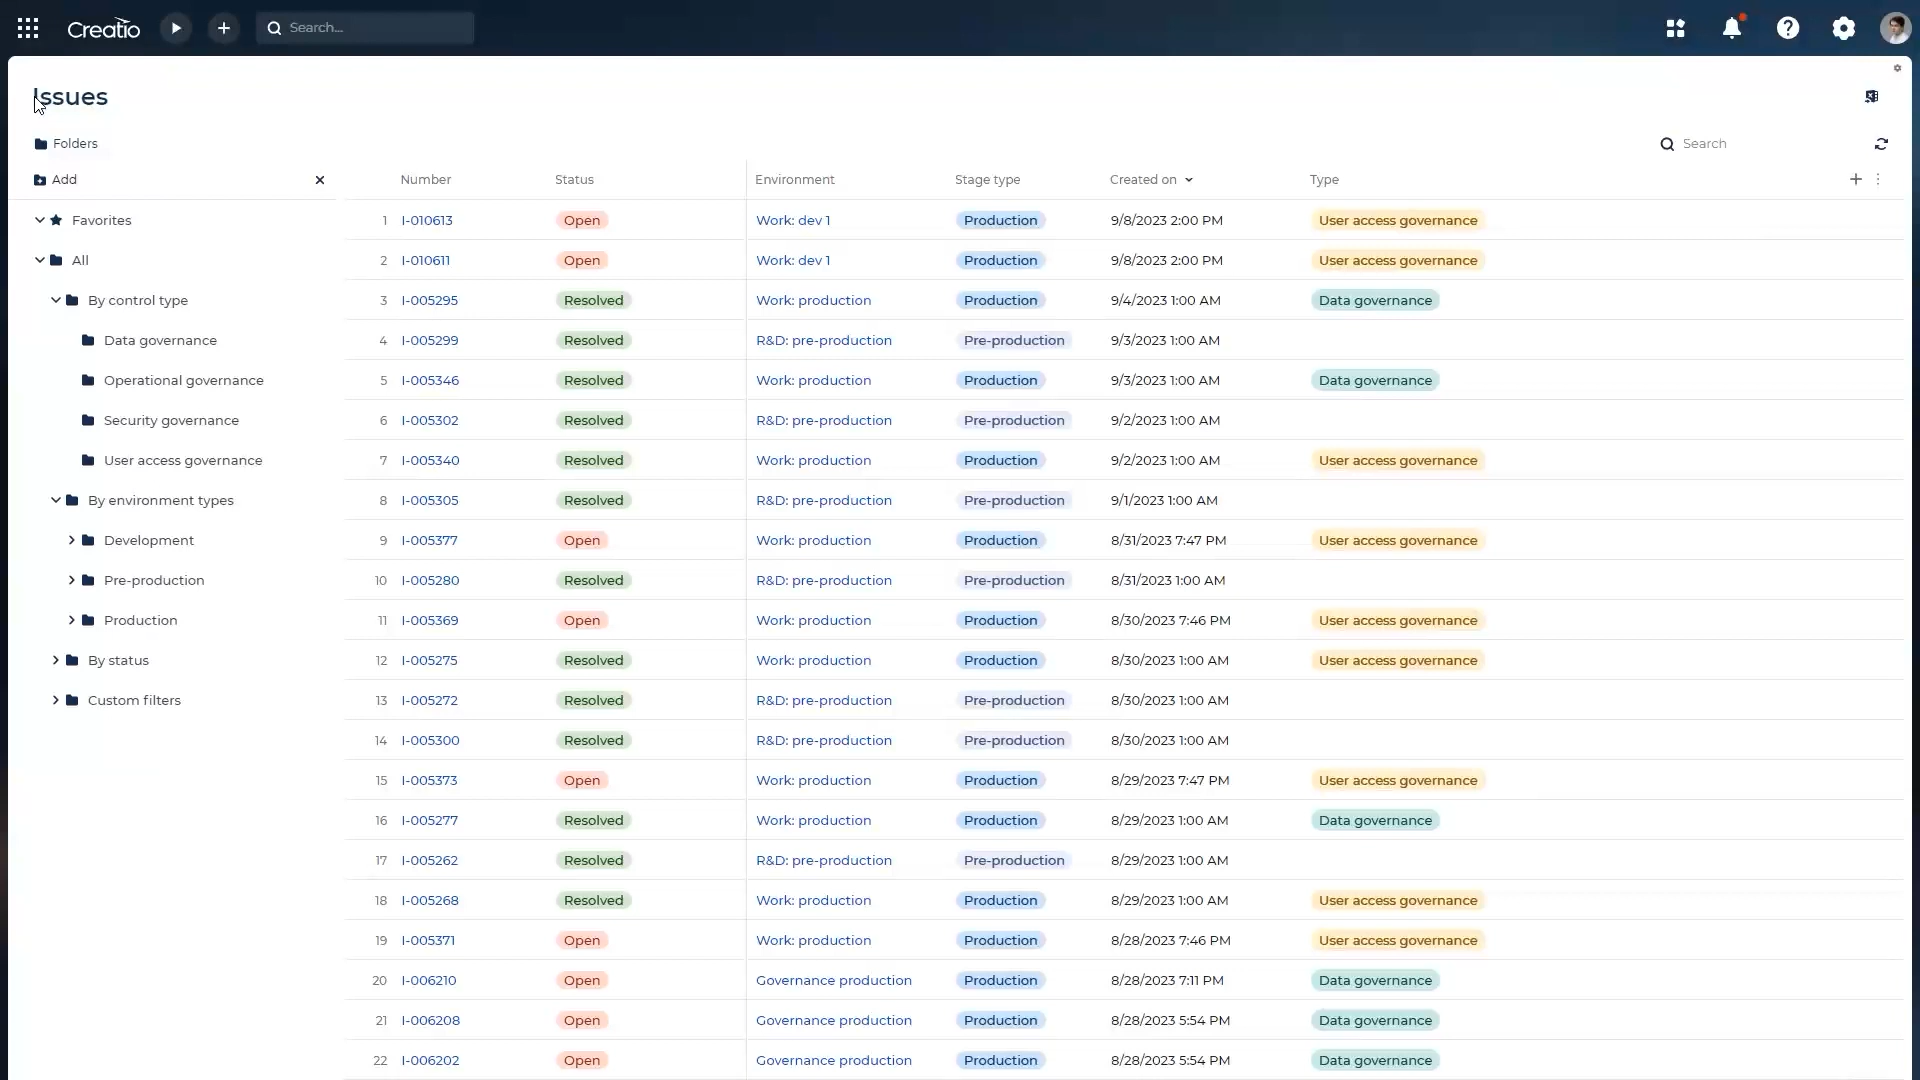 Creatio
Search...
Issues
Folders
Search
Add
Number Status Environment Stage type Created on Type
Favorites
All
By control type
Data governance
Operational governance
Security governance
User access governance
By environment types
Development
Pre-production
Production
By status
Custom filters
1 I-010613 Open Work: dev 1 Production 9/8/2023 2:00 PM User access governance
2 I-010611 Open Work: dev 1 Production 9/8/2023 2:00 PM User access governance
3 I-005295 Resolved Work: production Production 9/4/2023 1:00 AM Data governance
4 I-005299 Resolved R&D: pre-production Pre-production 9/3/2023 1:00 AM
5 I-005346 Resolved Work: production Production 9/3/2023 1:00 AM Data governance
6 I-005302 Resolved R&D: pre-production Pre-production 9/2/2023 1:00 AM
7 I-005340 Resolved Work: production Production 9/2/2023 1:00 AM User access governance
8 I-005305 Resolved R&D: pre-production Pre-production 9/1/2023 1:00 AM
9 I-005377 Open Work: production Production 8/31/2023 7:47 PM User access governance
10 I-005280 Resolved R&D: pre-production Pre-production 8/31/2023 1:00 AM
11 I-005369 Open Work: production Production 8/30/2023 7:46 PM User access governance
12 I-005275 Resolved Work: production Production 8/30/2023 1:00 AM User access governance
13 I-005272 Resolved R&D: pre-production Pre-production 8/30/2023 1:00 AM
14 I-005300 Resolved R&D: pre-production Pre-production 8/30/2023 1:00 AM
15 I-005373 Open Work: production Production 8/29/2023 7:47 PM User access governance
16 I-005277 Resolved Work: production Production 8/29/2023 1:00 AM Data governance
17 I-005262 Resolved R&D: pre-production Pre-production 8/29/2023 1:00 AM
18 I-005268 Resolved Work: production Production 8/29/2023 1:00 AM User access governance
19 I-005371 Open Work: production Production 8/28/2023 7:46 PM User access governance
20 I-006210 Open Governance production Production 8/28/2023 7:11 PM Data governance
21 I-006208 Open Governance production Production 8/28/2023 5:54 PM Data governance
22 I-006202 Open Governance production Production 8/28/2023 5:54 PM Data governance